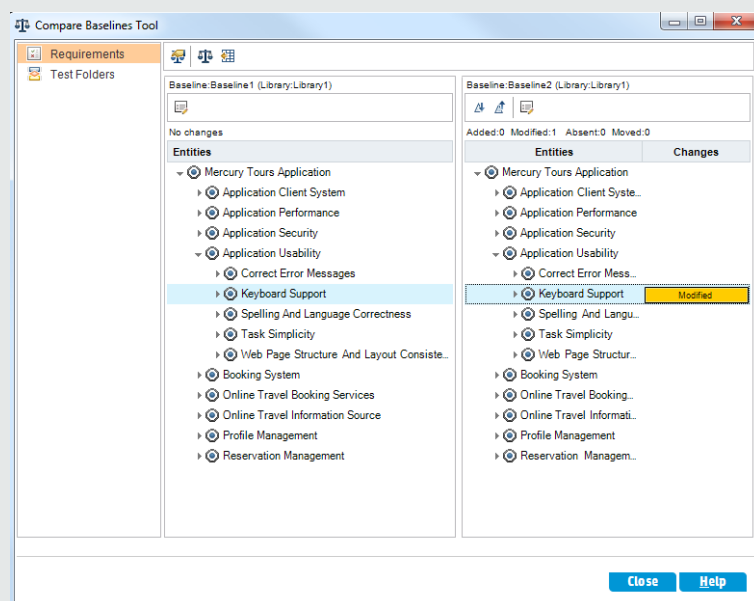 Compare Baselines Tool
Requirements
Test Folders
Baseline:Baseline1 (Library:Library1)
No changes
Entities
Mercury Tours Application
Application Client System
Application Performance
Application Security
Application Usability
Correct Error Messages
Keyboard Support
Spelling And Language Correctness
Task Simplicity
Web Page Structure And Layout Consiste...
Booking System
Online Travel Booking Services
Online Travel Information Source
Profile Management
Reservation Management
Baseline:Baseline2 (Library:Library1)
Added:0 Modified:1 Absent:0 Moved:0
Entities Changes
Mercury Tours Application
Application Client Syste...
Application Performance
Application Security
Application Usability
Correct Error Mess...
Keyboard Support Modified
Spelling And Langu...
Task Simplicity
Web Page Structur...
Booking System
Online Travel Booking...
Online Travel Informati...
Profile Management
Reservation Managem...
Close Help